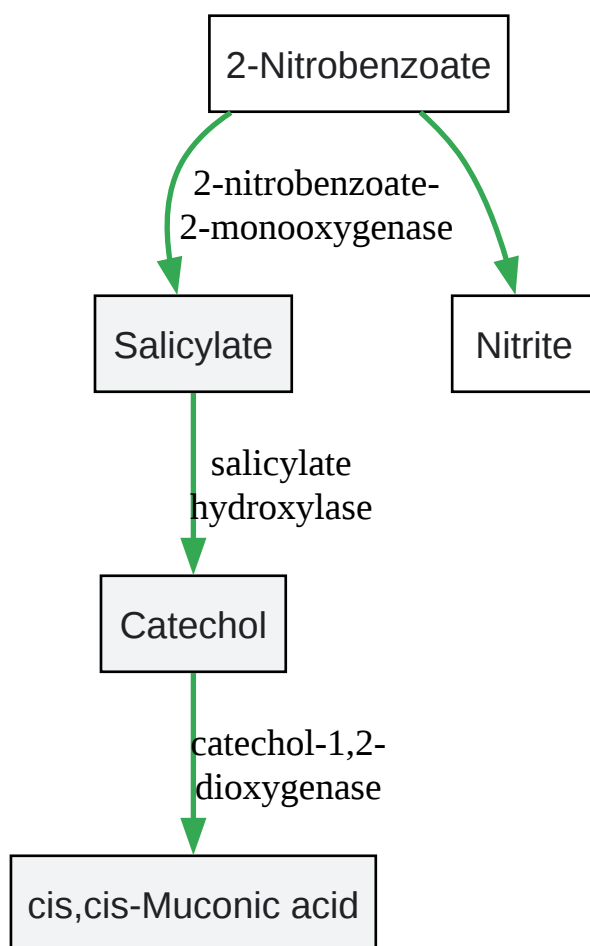 2-Nitrobenzoate
2-nitrobenzoate-
2-monooxygenase
Salicylate
Nitrite
salicylate
hydroxylase
Catechol
catechol-1,2-
dioxygenase
cis,cis-Muconic acid